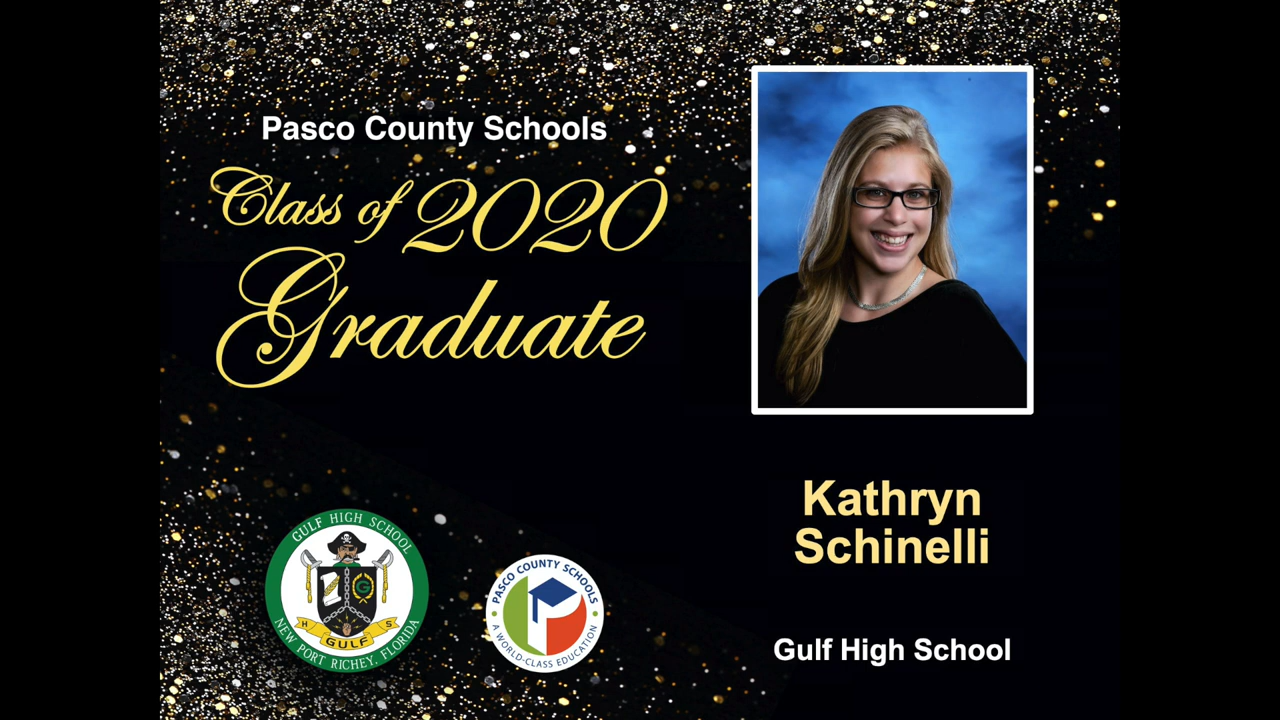 Pasco County Schools
Class of 2020
Graduate
Kathryn
Schinelli
Gulf High School
GULF HIGH SCHOOL
H S
GULF
NEW PORT RICHEY, FLORIDA
PASCO COUNTY SCHOOLS
A WORLD-CLASS EDUCATION